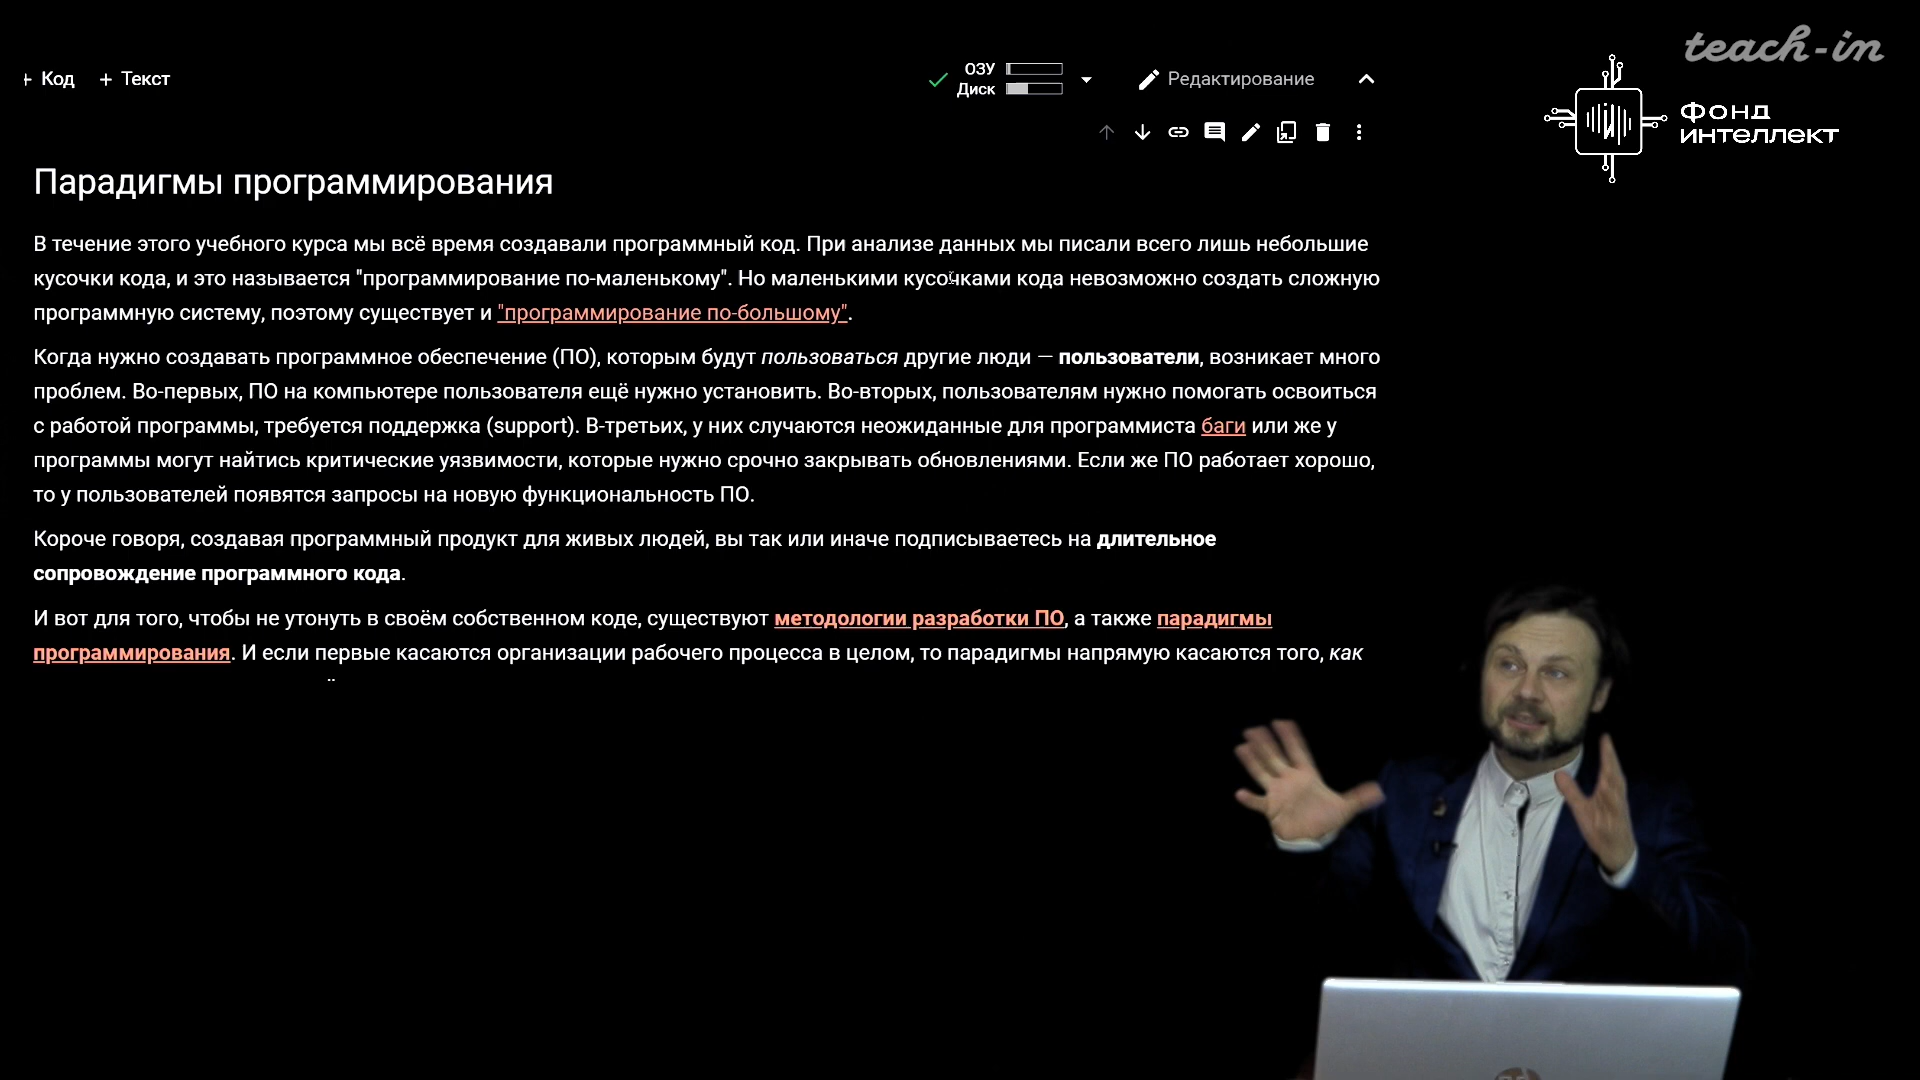 teach-in
+ Код + Текст
ОЗУ
Диск
Редактирование
Фонд
интеллект
Парадигмы программирования
В течение этого учебного курса мы всё время создавали программный код. При анализе данных мы писали всего лишь небольшие
кусочки кода, и это называется "программирование по-маленькому". Но маленькими кусочками кода невозможно создать сложную
программную систему, поэтому существует и "программирование по-большому".
Когда нужно создавать программное обеспечение (ПО), которым будут пользоваться другие люди — пользователи, возникает много
проблем. Во-первых, ПО на компьютере пользователя ещё нужно установить. Во-вторых, пользователям нужно помогать освоиться
с работой программы, требуется поддержка (support). В-третьих, у них случаются неожиданные для программиста баги или же у
программы могут найтись критические уязвимости, которые нужно срочно закрывать обновлениями. Если же ПО работает хорошо,
то у пользователей появятся запросы на новую функциональность ПО.
Короче говоря, создавая программный продукт для живых людей, вы так или иначе подписываетесь на длительное
сопровождение программного кода.
И вот для того, чтобы не утонуть в своём собственном коде, существуют методологии разработки ПО, а также парадигмы
программирования. И если первые касаются организации рабочего процесса в целом, то парадигмы напрямую касаются того, как